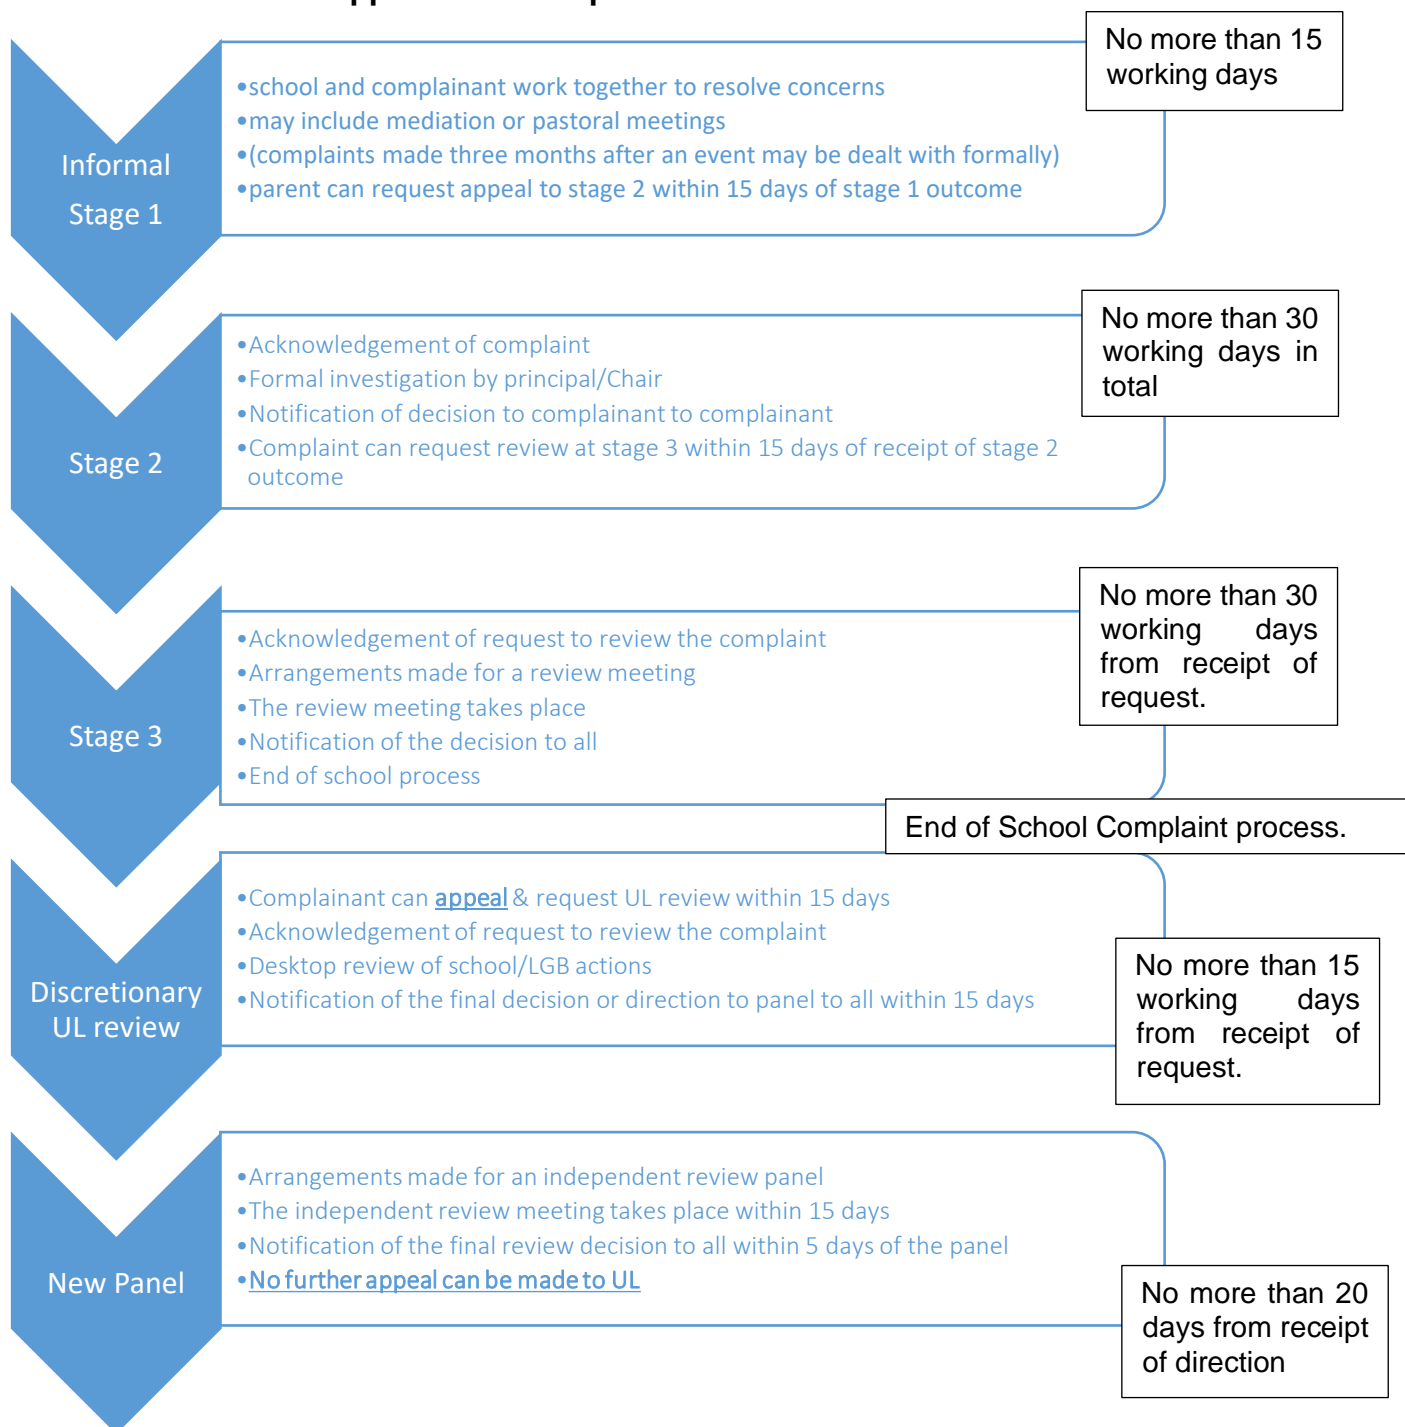 Informal
Stage 1
•school and complainant work together to resolve concerns
•may include mediation or pastoral meetings
•(complaints made three months after an event may be dealt with formally)
•parent can request appeal to stage 2 within 15 days of stage 1 outcome
No more than 15
working days
Stage 2
•Acknowledgement of complaint
•Formal investigation by principal/Chair
•Notification of decision to complainant to complainant
•Complaint can request review at stage 3 within 15 days of receipt of stage 2
outcome
No more than 30
working days in
total
Stage 3
•Acknowledgement of request to review the complaint
•Arrangements made for a review meeting
•The review meeting takes place
•Notification of the decision to all
•End of school process
No more than 30
working days
from receipt of
request.
End of School Complaint process.
Discretionary
UL review
•Complainant can appeal & request UL review within 15 days
•Acknowledgement of request to review the complaint
•Desktop review of school/LGB actions
•Notification of the final decision or direction to panel to all within 15 days
No more than 15
working days
from receipt of
request.
New Panel
•Arrangements made for an independent review panel
•The independent review meeting takes place within 15 days
•Notification of the final review decision to all within 5 days of the panel
•No further appeal can be made to UL
No more than 20
days from receipt
of direction